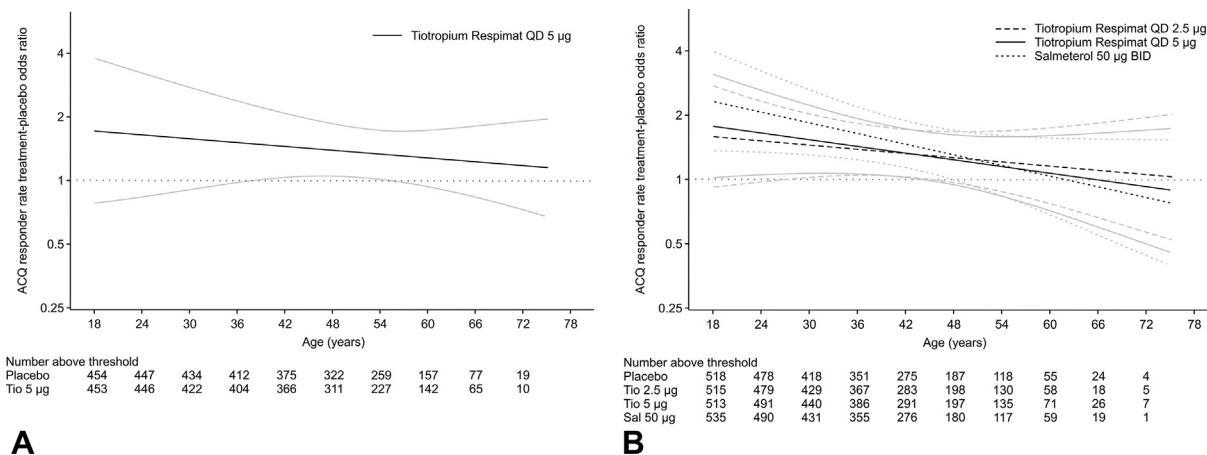 ACQ responder rate treatment-placebo odds ratio
4
2
1
0.5
0.25
Tiotropium Respimat QD 5 µg
18 24 30 36 42 48 54 60 66 72 78
Age (years)
Number above threshold
Placebo 454 447 434 412 375 322 259 157 77 19
Tio 5 µg 453 446 422 404 366 311 227 142 65 10
A
ACQ responder rate treatment-placebo odds ratio
4
2
1
0.5
0.25
Tiotropium Respimat QD 2.5 µg
Tiotropium Respimat QD 5 µg
Salmeterol 50 µg BID
18 24 30 36 42 48 54 60 66 72 78
Age (years)
Number above threshold
Placebo 518 478 418 351 275 187 118 55 24 4
Tio 2.5 µg 515 479 429 367 283 198 130 58 18 5
Tio 5 µg 513 491 440 386 291 197 135 71 26 7
Sal 50 µg 535 490 431 355 276 180 117 59 19 1
B